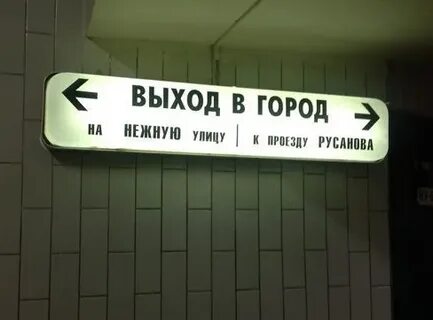 ← ВЫХОД В ГОРОД →
НА НЕЖНУЮ УЛИЦУ | К ПРОЕЗДУ РУСАНОВА